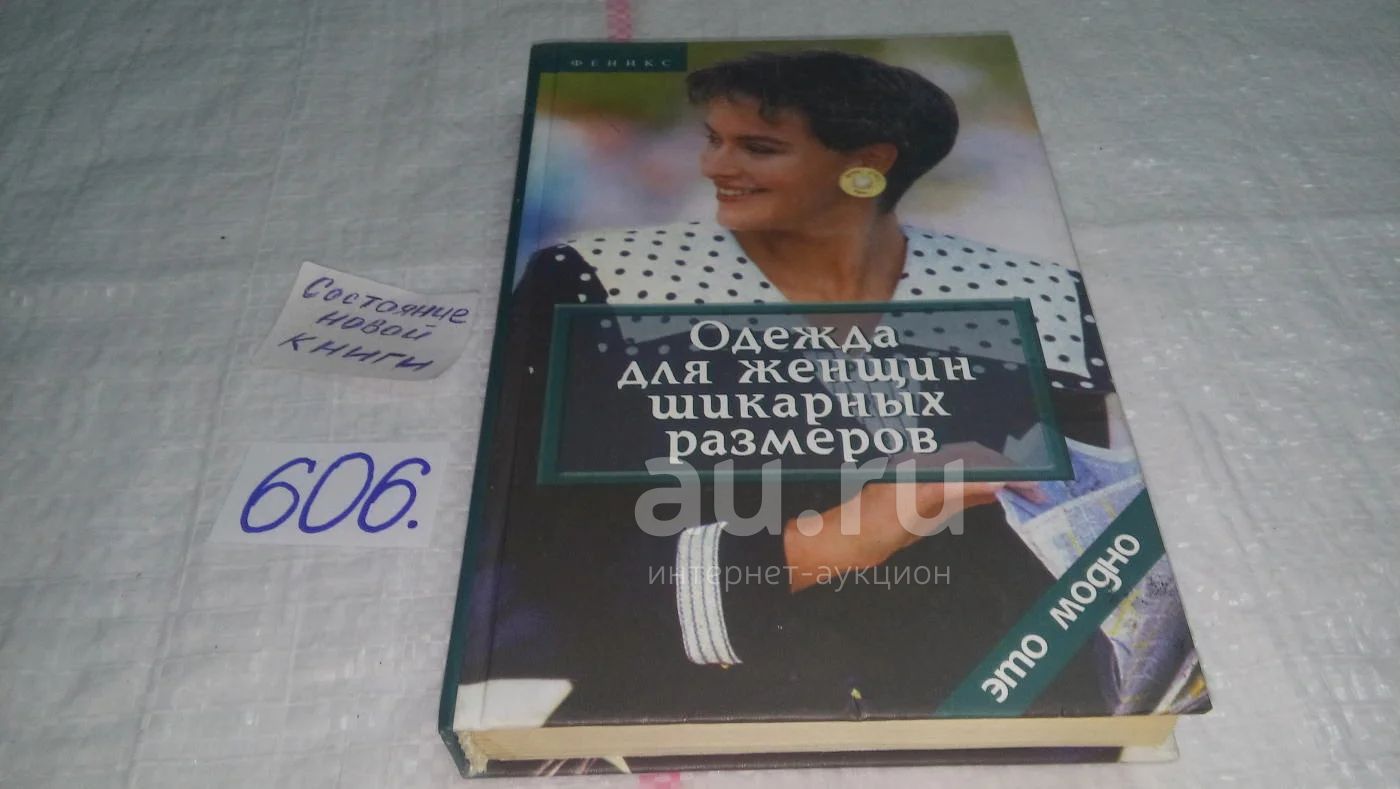 ФЕНИКС
Одежда
для женщин
шикарных
размеров
это модно
Состояние
новой
книги
606.
au.ru
интернет-аукцион